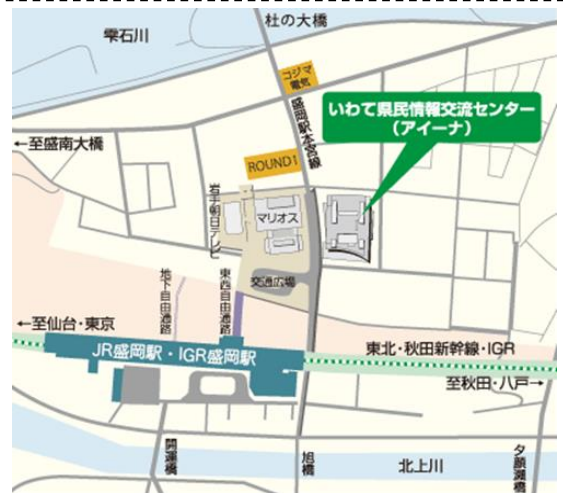 杜の大橋
雫石川
コジマ
電気
盛岡駅本宮線
いわて県民情報交流センター
(アイーナ)
←至盛南大橋
ROUND1
岩手朝日テレビ
マリオス
交通広場
地下自由通路
東西自由通路
←至仙台・東京
JR盛岡駅・IGR盛岡駅
東北・秋田新幹線・IGR
至秋田・八戸→
開運橋
旭橋
北上川
夕顔瀬橋